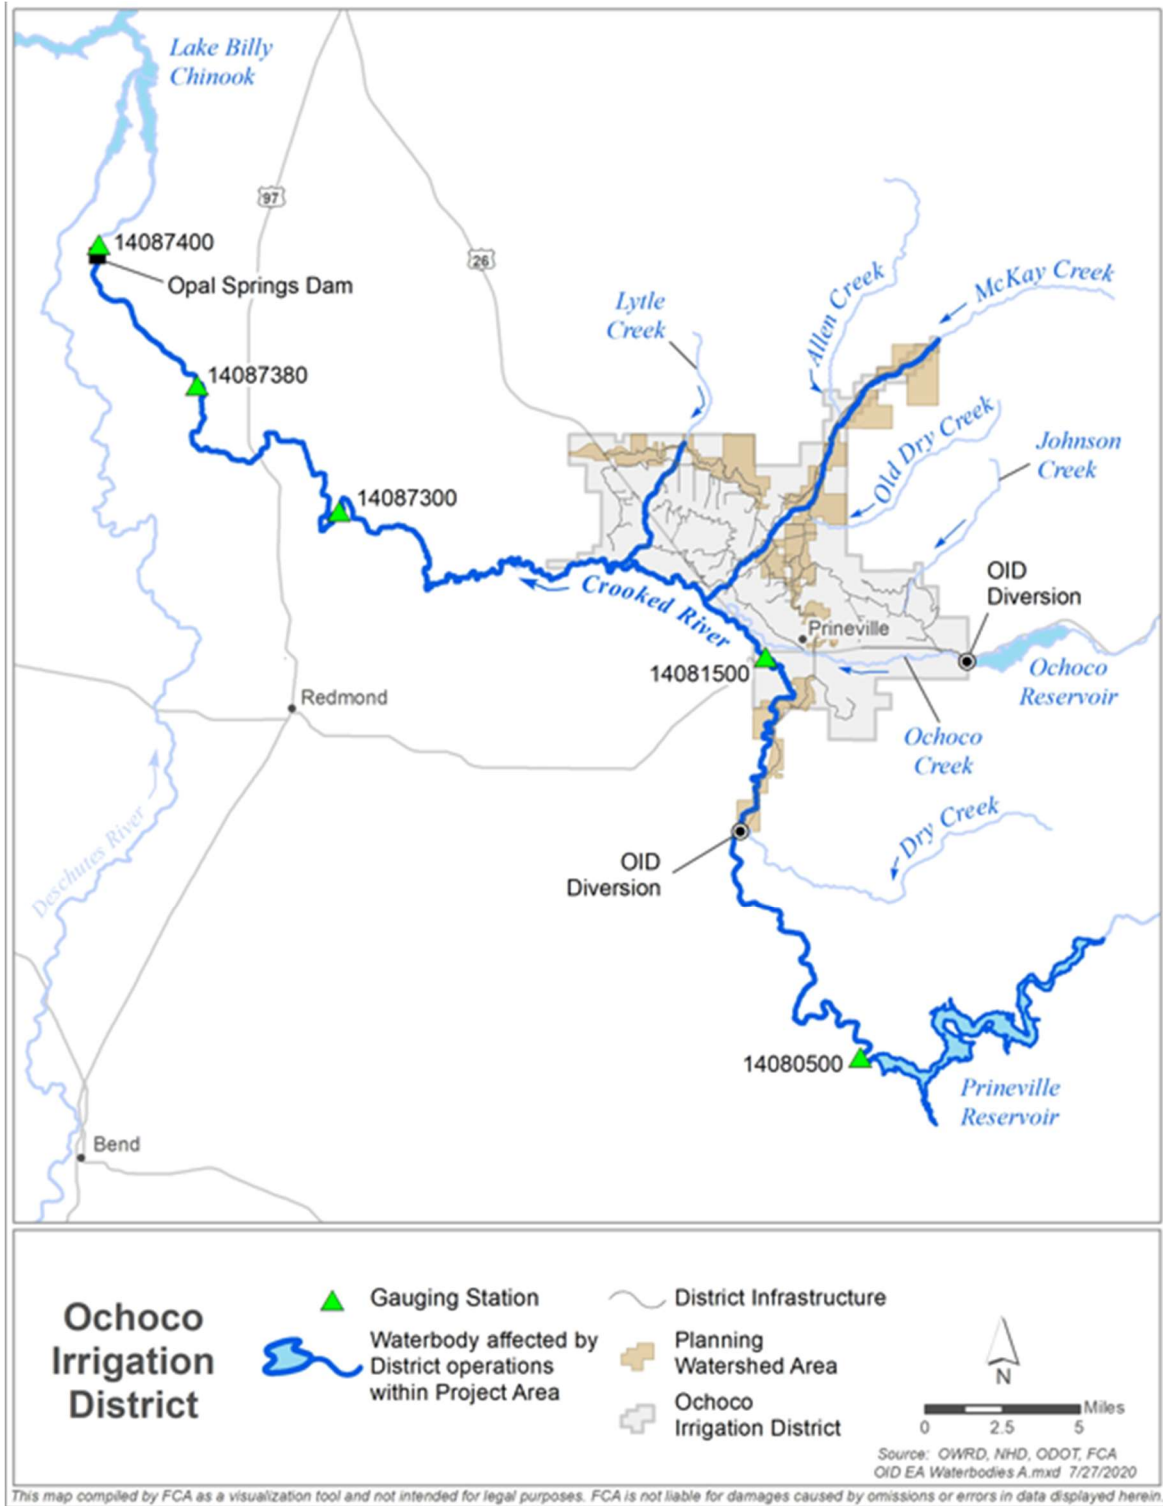 Lake Billy
Chinook
97
14087400
Opal Springs Dam
26
Allen Creek
McKay Creek
Lytle
Creek
14087380
Old Dry Creek
Johnson
Creek
14087300
OID
Diversion
Crooked River
Prineville
14081500
Ochoco
Reservoir
Redmond
Ochoco
Creek
Deschutes River
Dry Creek
OID
Diversion
14080500
Prineville
Reservoir
Bend
Ochoco
Irrigation
District
Gauging Station
Waterbody affected by
District operations
within Project Area
District Infrastructure
Planning
Watershed Area
Ochoco
Irrigation District
N
Miles
0 2.5 5
Source: OWRD, NHD, ODOT, FCA
OID EA Waterbodies A.mxd 7/27/2020
This map compiled by FCA as a visualization tool and not intended for legal purposes. FCA is not liable for damages caused by omissions or errors in data displayed herein